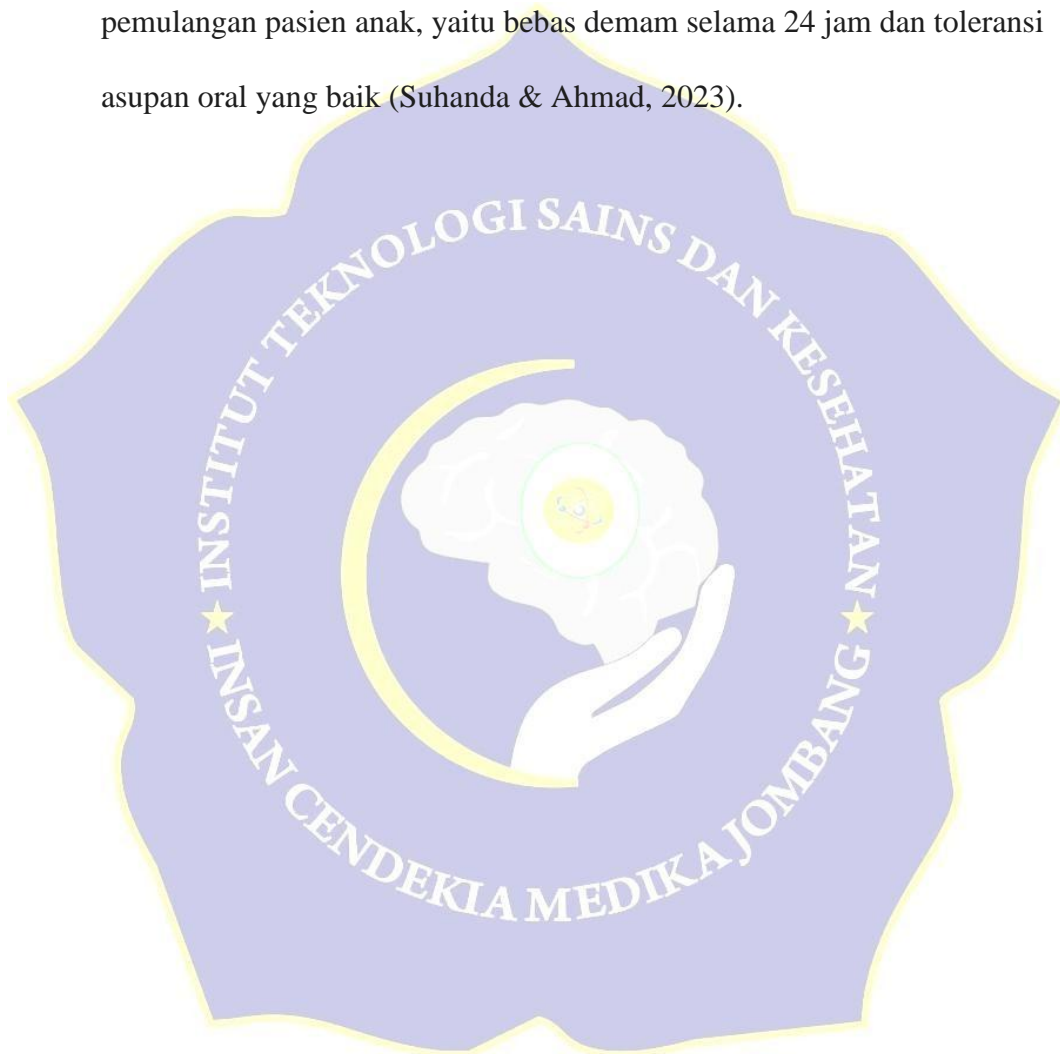 pemulangan pasien anak, yaitu bebas demam selama 24 jam dan toleransi
asupan oral yang baik (Suhanda & Ahmad, 2023).
INSTITUT TEKNOLOGI SAINS DAN KESEHATAN
INSAN CENDEKIA MEDIKA JOMBANG